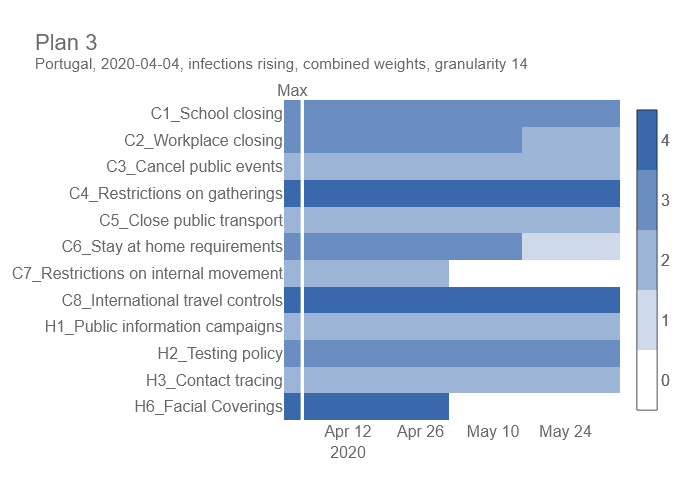 Plan 3
Portugal, 2020-04-04, infections rising, combined weights, granularity 14
Max
C1_School closing
C2_Workplace closing
C3_Cancel public events
C4_Restrictions on gatherings
C5_Close public transport
C6_Stay at home requirements
C7_Restrictions on internal movement
C8_International travel controls
H1_Public information campaigns
H2_Testing policy
H3_Contact tracing
H6_Facial Coverings
Apr 12 Apr 26 May 10 May 24
2020
4
3
2
1
0